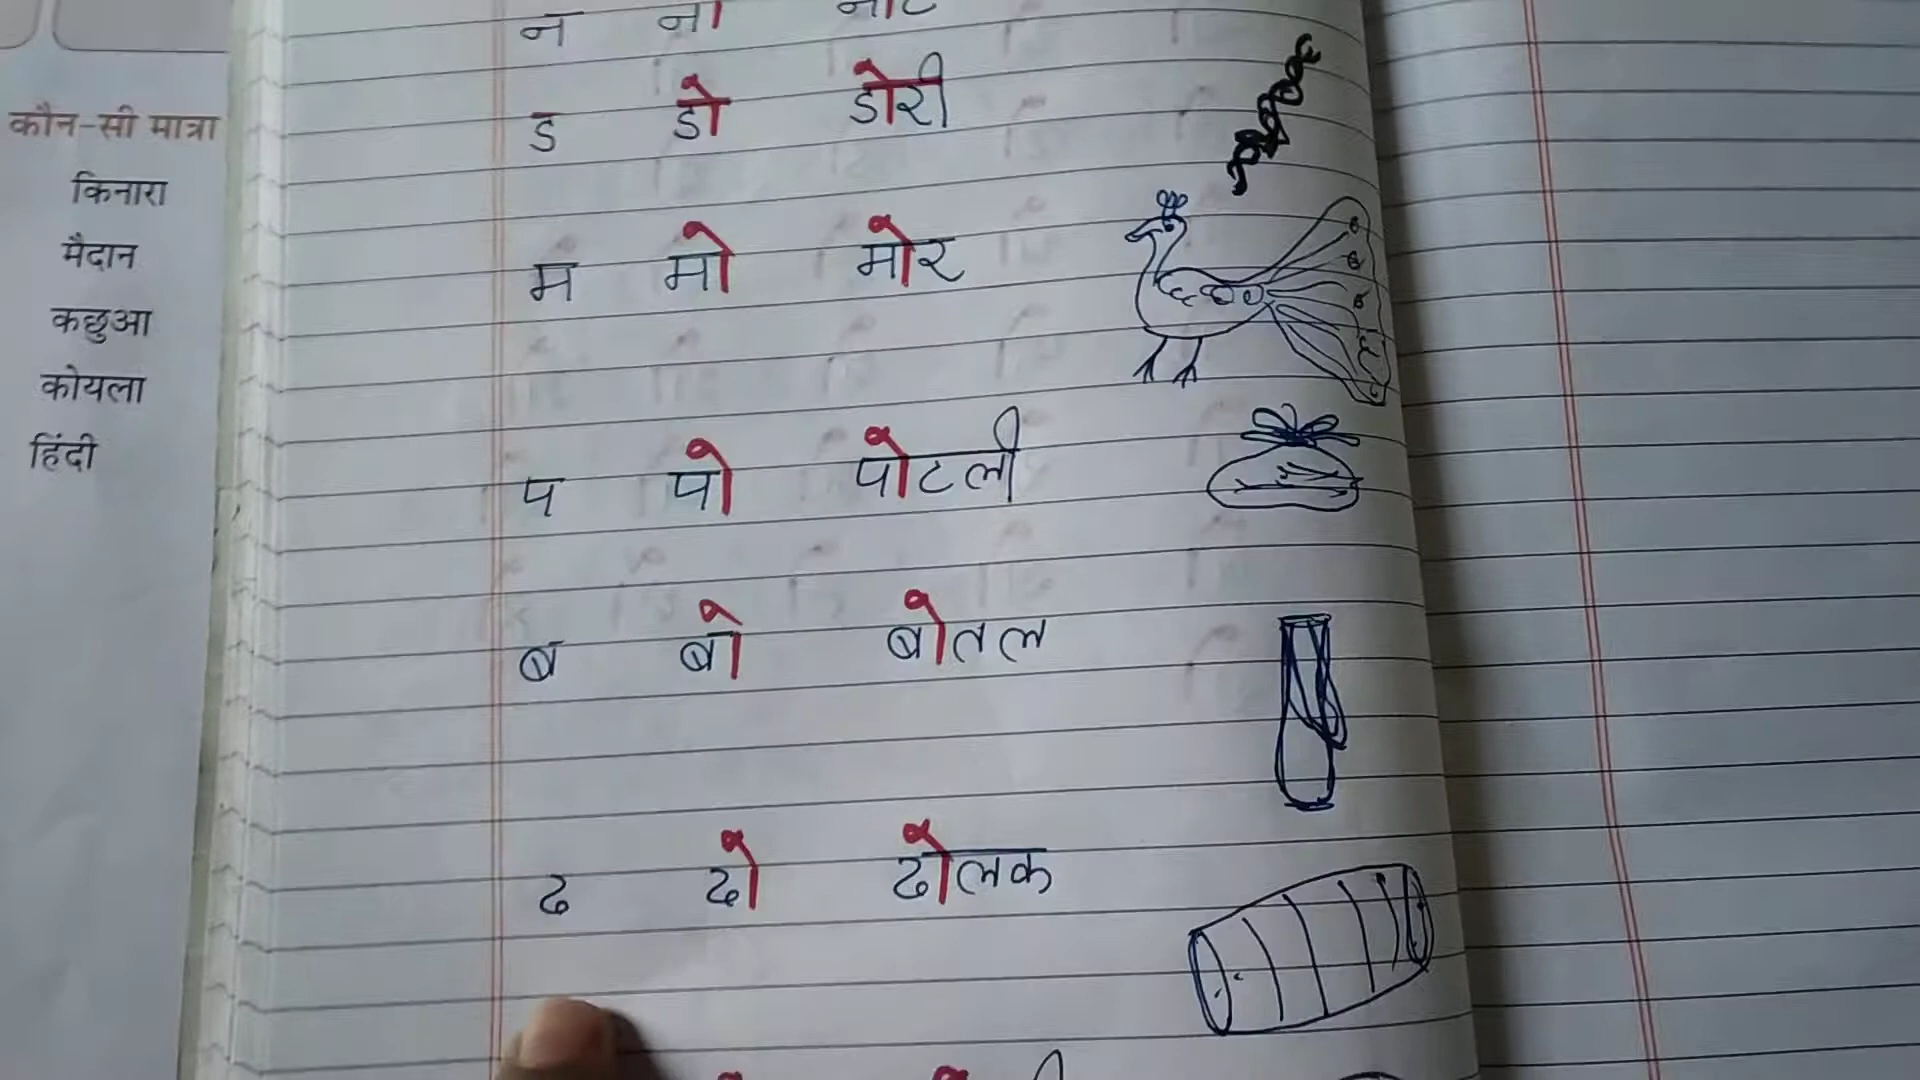 कौन-सी मात्रा
किनारा
मैदान
कछुआ
कोयला
हिंदी
ड डो डोरी
म मो मोर
प पो पोटली
ब बो बोतल
ढ ढो ढोलक